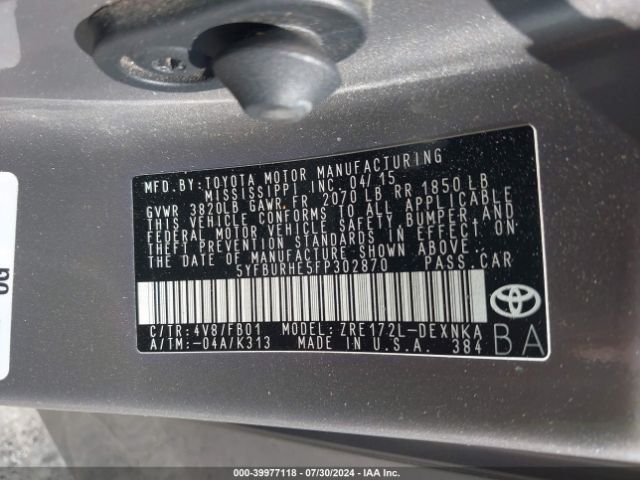 MFD.BY:TOYOTA MOTOR MANUFACTURING
MISSISSIPPI INC. 04/15
GVWR 3820LB GAWR FR 2070 LB RR 1850 LB
THIS VEHICLE CONFORMS TO ALL APPLICABLE
FEDERAL MOTOR VEHICLE SAFETY BUMPER, AND
THEFT PREVENTION STANDARDS IN EFFECT ON
THE DATE OF MANUFACTURE SHOWN ABOVE.
5YFBURHE5FP302870 PASS.CAR
C/TR:4V8/FB01 MODEL: ZRE172L-DEXNKA
A/TM:-04A/K313 MADE IN U.S.A. 384
BA
000-39977118 - 07/30/2024 - IAA Inc.